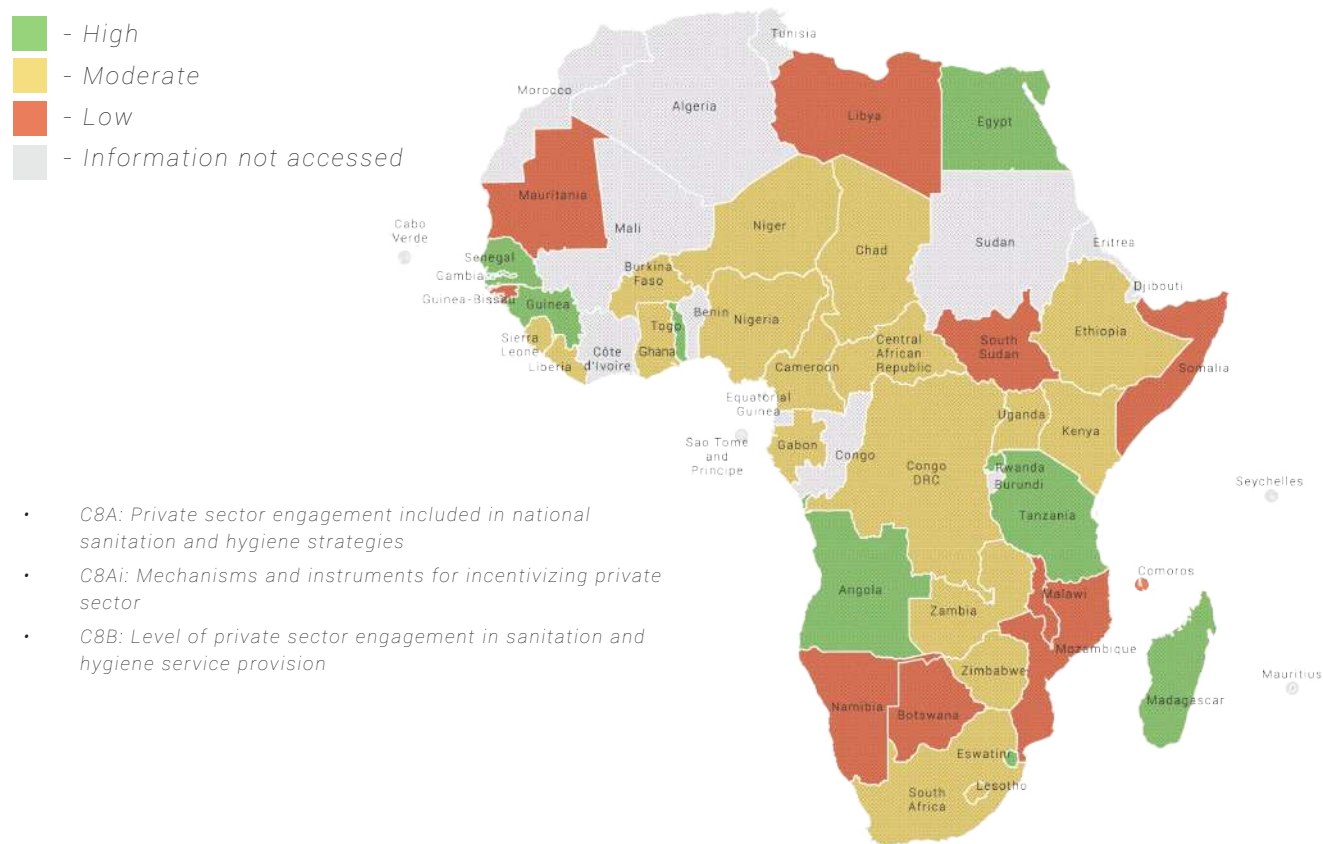 - High
- Moderate
- Low
- Information not accessed
Tunisia
Morocco
Algeria
Libya
Egypt
Mauritania
Mali
Niger
Chad
Sudan
Eritrea
Cabo
Verde
Senegal
Gambia
Guinea-Bissau
Guinea
Burkina
Faso
Djibouti
Sierra
Leone
Liberia
Côte
d'Ivoire
Ghana
Togo
Benin
Nigeria
Cameroon
Central
African
Republic
South
Sudan
Ethiopia
Somalia
Equatorial
Guinea
Sao Tome
and
Principe
Gabon
Congo
Congo
DRC
Uganda
Kenya
Rwanda
Burundi
Tanzania
Seychelles
• C8A: Private sector engagement included in national
sanitation and hygiene strategies
• C8Ai: Mechanisms and instruments for incentivizing private
sector
• C8B: Level of private sector engagement in sanitation and
hygiene service provision
Angola
Zambia
Malawi
Comoros
Mozambique
Zimbabwe
Namibia
Botswana
Madagascar
Mauritius
Eswatini
Lesotho
South
Africa